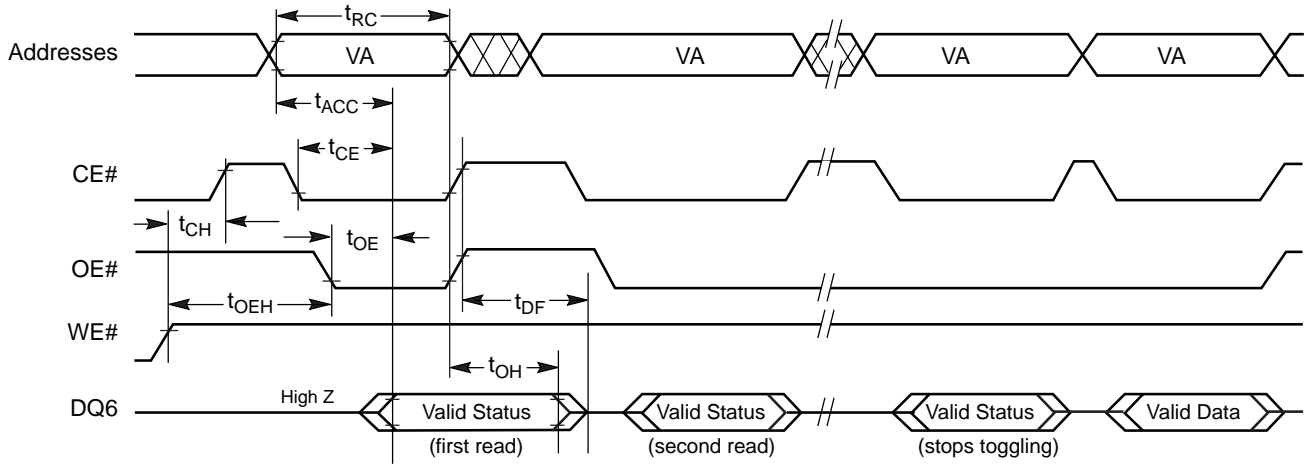 tRC
Addresses VA VA VA VA
tACC
tCE
CE#
tCH
tOE
OE#
tOEH
tDF
WE#
tOH
High Z
DQ6 Valid Status Valid Status Valid Status Valid Data
(first read) (second read) (stops toggling)